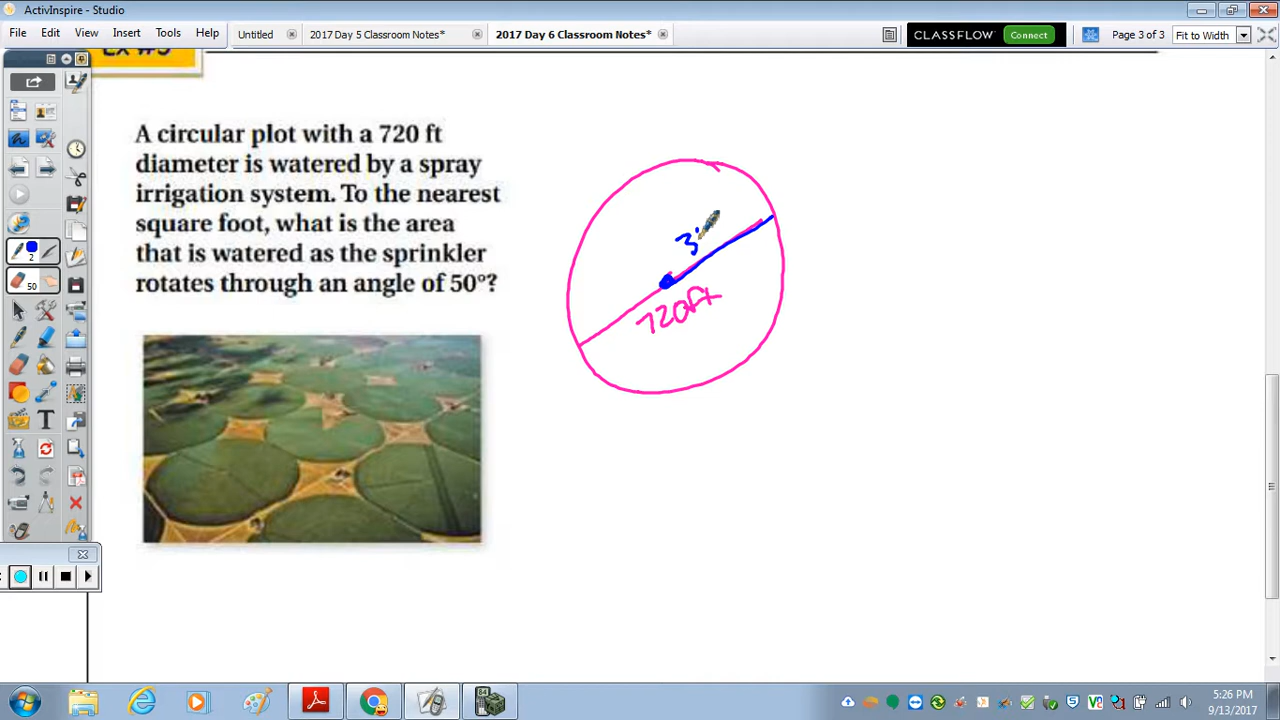 ActivInspire - Studio
File Edit View Insert Tools Help Untitled 2017 Day 5 Classroom Notes* 2017 Day 6 Classroom Notes* CLASSFLOW Connect Page 3 of 3 Fit to Width
A circular plot with a 720 ft
diameter is watered by a spray
irrigation system. To the nearest
square foot, what is the area
that is watered as the sprinkler
rotates through an angle of 50°?
3
720ft
2
50
T
5:26 PM
9/13/2017